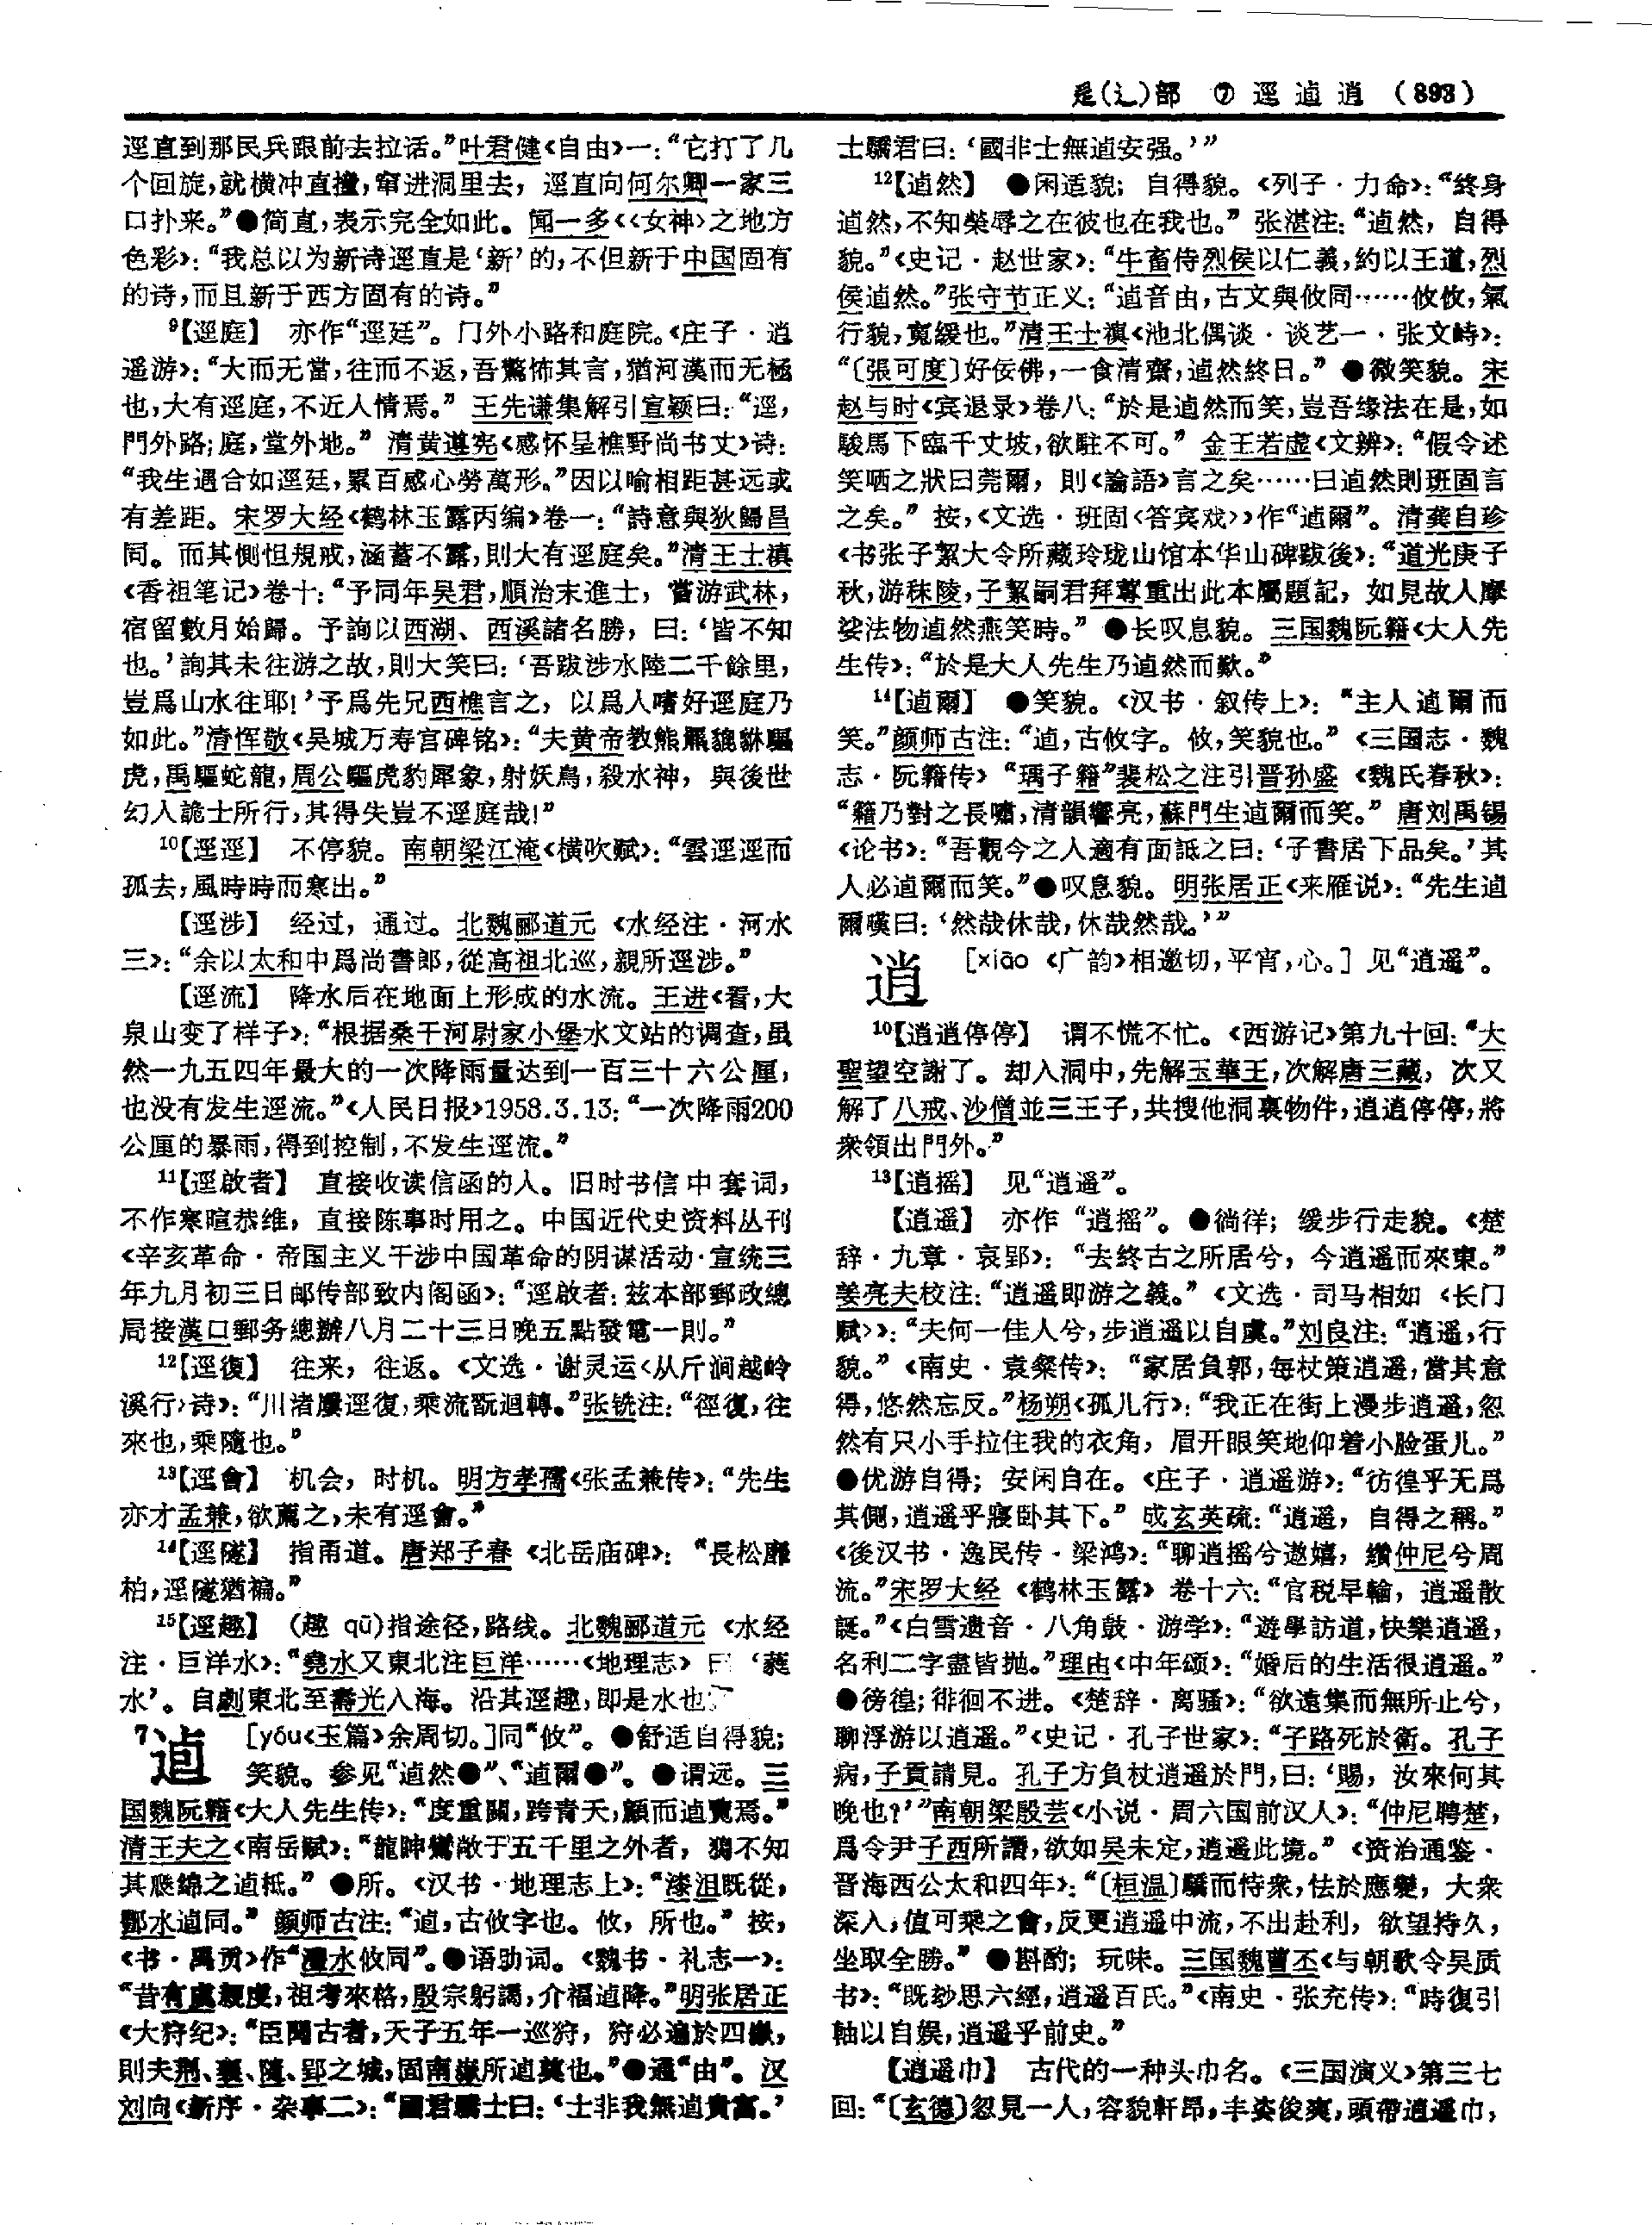 辵(辶)部 ⑦ 逕 逌 逍 (893)
逕直到那民兵跟前去拉话。”叶君健《自由》一：“它打了几
个回旋，就横冲直撞，窜进洞里去，逕直向何尔卿一家三
口扑来。”●简直，表示完全如此。闻一多《〈女神〉之地方
色彩》：“我总以为新诗逕直是‘新’的，不但新于中国固有
的诗，而且新于西方固有的诗。”
9【逕庭】 亦作“逕廷”。门外小路和庭院。《庄子·逍
遥游》：“大而无當，往而不返，吾驚怖其言，猶河漢而无極
也，大有逕庭，不近人情焉。” 王先谦集解引宣颖曰：“逕，
門外路；庭，堂外地。” 清黄遵宪《感怀呈樵野尚书丈》诗：
“我生遇合如逕廷，累百感心勞萬形。”因以喻相距甚远或
有差距。宋罗大经《鹤林玉露丙编》卷一：“詩意與狄歸昌
同。而其惻怛規戒，涵蓄不露，則大有逕庭矣。”清王士禛
《香祖笔记》卷十：“予同年吴君，順治末進士，嘗游武林，
宿留數月始歸。予詢以西湖、西溪諸名勝，曰：‘皆不知
也。’詢其未往游之故，則大笑曰：‘吾跋涉水陸二千餘里，
豈爲山水往耶！’予爲先兄西樵言之，以爲人嗜好逕庭乃
如此。”清恽敬《吴城万寿宫碑铭》：“夫黄帝教熊羆貔貅驅
虎，禹驅蛇龍，周公驅虎豹犀象，射妖鳥，殺水神，與後世
幻人詭士所行，其得失豈不逕庭哉！”
10【逕逕】 不停貌。南朝梁江淹《横吹赋》：“雲逕逕而
孤去，風時時而寒出。”
【逕涉】 经过，通过。北魏郦道元《水经注·河水
三》：“余以太和中爲尚書郎，從高祖北巡，親所逕涉。”
【逕流】 降水后在地面上形成的水流。王进《看，大
泉山变了样子》：“根据桑干河尉家小堡水文站的调查，虽
然一九五四年最大的一次降雨量达到一百三十六公厘，
也没有发生逕流。”《人民日报》1958.3.13：“一次降雨200
公厘的暴雨，得到控制，不发生逕流。”
11【逕啟者】 直接收读信函的人。旧时书信中套词，
不作寒暄恭维，直接陈事时用之。中国近代史资料丛刊
《辛亥革命·帝国主义干涉中国革命的阴谋活动·宣统三
年九月初三日邮传部致内阁函》：“逕啟者：兹本部郵政總
局接漢口郵务總辦八月二十三日晚五點發電一則。”
12【逕復】 往来，往返。《文选·谢灵运〈从斤涧越岭
溪行〉诗》：“川渚屢逕復，乘流翫迴轉。”张铣注：“徑復，往
來也，乘隨也。”
13【逕會】 机会，时机。明方孝孺《张孟兼传》：“先生
亦才孟兼，欲薦之，未有逕會。”
14【逕隧】 指甬道。唐郑子春《北岳庙碑》：“長松靡
柏，逕隧猶褊。”
15【逕趣】 (趣 qū)指途径，路线。北魏郦道元《水经
注·巨洋水》：“堯水又東北注巨洋……《地理志》曰‘蕤
水’。自劇東北至壽光入海。沿其逕趣，即是水也。”
7逌 [yóu《玉篇》余周切。]同“攸”。●舒适自得貌；
笑貌。参见“逌然●”、“逌爾●”。●谓远。三
国魏阮籍《大人先生传》：“度重關，跨青天，顧而逌覽焉。”
清王夫之《南岳赋》：“龍肿鸞敞于五千里之外者，猶不知
其懸綿之逌柢。” ●所。《汉书·地理志上》：“漆沮既從，
酆水逌同。”颜师古注：“逌，古攸字也。攸，所也。”按，
《书·禹贡》作“灃水攸同”。●语助词。《魏书·礼志一》：
“昔有虞親虔，祖考來格，殷宗躬謁，介福逌降。”明张居正
《大狩纪》：“臣聞古者，天子五年一巡狩，狩必遍於四嶽，
則夫荆、襄、隨、郢之城，固南嶽所逌奠也。”●通“由”。汉
刘向《新序·杂事二》：“國君驕士曰：‘士非我無逌貴富。’
士驕君曰：‘國非士無逌安强。’”
12【逌然】 ●闲适貌；自得貌。《列子·力命》：“終身
逌然，不知榮辱之在彼也在我也。” 张湛注：“逌然，自得
貌。”《史记·赵世家》：“牛畜侍烈侯以仁義，約以王道，烈
侯逌然。”张守节正义：“逌音由，古文與攸同……攸攸，氣
行貌，寬缓也。”清王士禛《池北偶谈·谈艺一·张文峙》：
“〔張可度〕好佞佛，一食清齋，逌然終日。” ●微笑貌。宋
赵与时《宾退录》卷八：“於是逌然而笑，豈吾缘法在是，如
駿馬下臨千丈坡，欲駐不可。” 金王若虚《文辨》：“假令述
笑哂之狀曰莞爾，則《論語》言之矣……曰逌然則班固言
之矣。” 按，《文选·班固〈答宾戏〉》作“逌爾”。清龚自珍
《书张子絜大令所藏玲珑山馆本华山碑跋後》：“道光庚子
秋，游秣陵，子絜嗣君拜尊重出此本屬題記，如見故人摩
娑法物逌然燕笑時。” ●长叹息貌。三国魏阮籍《大人先
生传》：“於是大人先生乃逌然而歎。”
14【逌爾】 ●笑貌。《汉书·叙传上》：“主人逌爾而
笑。”颜师古注：“逌，古攸字。攸，笑貌也。”《三国志·魏
志·阮籍传》“瑀子籍”裴松之注引晋孙盛《魏氏春秋》：
“籍乃對之長嘯，清韻響亮，蘇門生逌爾而笑。” 唐刘禹锡
《论书》：“吾觀今之人適有面詆之曰：‘子書居下品矣。’其
人必逌爾而笑。”●叹息貌。明张居正《来雁说》：“先生逌
爾嘆曰：‘然哉休哉，休哉然哉。’”
逍 [xiāo《广韵》相邀切，平宵，心。] 见“逍遥”。
10【逍逍停停】 谓不慌不忙。《西游记》第九十回：“大
聖望空謝了。却入洞中，先解玉華王，次解唐三藏，次又
解了八戒、沙僧並三王子，共搜他洞裏物件，逍逍停停，將
衆領出門外。”
13【逍摇】 见“逍遥”。
【逍遥】 亦作“逍摇”。●徜徉；缓步行走貌。《楚
辞·九章·哀郢》：“去終古之所居兮，今逍遥而來東。”
姜亮夫校注：“逍遥即游之義。”《文选·司马相如〈长门
赋〉》：“夫何一佳人兮，步逍遥以自虞。”刘良注：“逍遥，行
貌。”《南史·袁粲传》：“家居負郭，每杖策逍遥，當其意
得，悠然忘反。”杨朔《孤儿行》：“我正在街上漫步逍遥，忽
然有只小手拉住我的衣角，眉开眼笑地仰着小脸蛋儿。”
●优游自得；安闲自在。《庄子·逍遥游》：“彷徨乎无爲
其側，逍遥乎寢卧其下。” 成玄英疏：“逍遥，自得之稱。”
《後汉书·逸民传·梁鸿》：“聊逍摇兮遨嬉，纘仲尼兮周
流。”宋罗大经《鹤林玉露》卷十六：“官税早輸，逍遥散
誕。”《白雪遗音·八角鼓·游学》：“遊學訪道，快樂逍遥，
名利二字盡皆抛。”理由《中年颂》：“婚后的生活很逍遥。”
●傍徨；徘徊不进。《楚辞·离骚》：“欲遠集而無所止兮，
聊浮游以逍遥。”《史记·孔子世家》：“子路死於衛。孔子
病，子貢請見。孔子方負杖逍遥於門，曰：‘賜，汝來何其
晚也？’”南朝梁殷芸《小说·周六国前汉人》：“仲尼聘楚，
爲令尹子西所譖，欲如吴未定，逍遥此境。”《资治通鉴·
晋海西公太和四年》：“〔桓温〕驕而恃衆，怯於應變，大衆
深入，值可乘之會，反更逍遥中流，不出赴利，欲望持久，
坐取全勝。” ●斟酌；玩味。三国魏曹丕《与朝歌令吴质
书》：“既妙思六經，逍遥百氏。”《南史·张充传》：“時復引
軸以自娱，逍遥乎前史。”
【逍遥巾】 古代的一种头巾名。《三国演义》第三七
回：“〔玄德〕忽見一人，容貌軒昂，丰姿俊爽，頭帶逍遥巾，